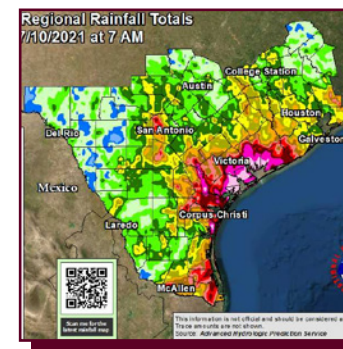 Regional Rainfall Totals
7/10/2021 at 7 AM
College Station
Austin
Houston
Del Rio
San Antonio
Galveston
Victoria
Mexico
Corpus Christi
Laredo
McAllen
Scan me for the
latest rainfall map
This information is not official and should be considered a
Trace amounts are not shown.
Source: Advanced Hydrologic Prediction Service